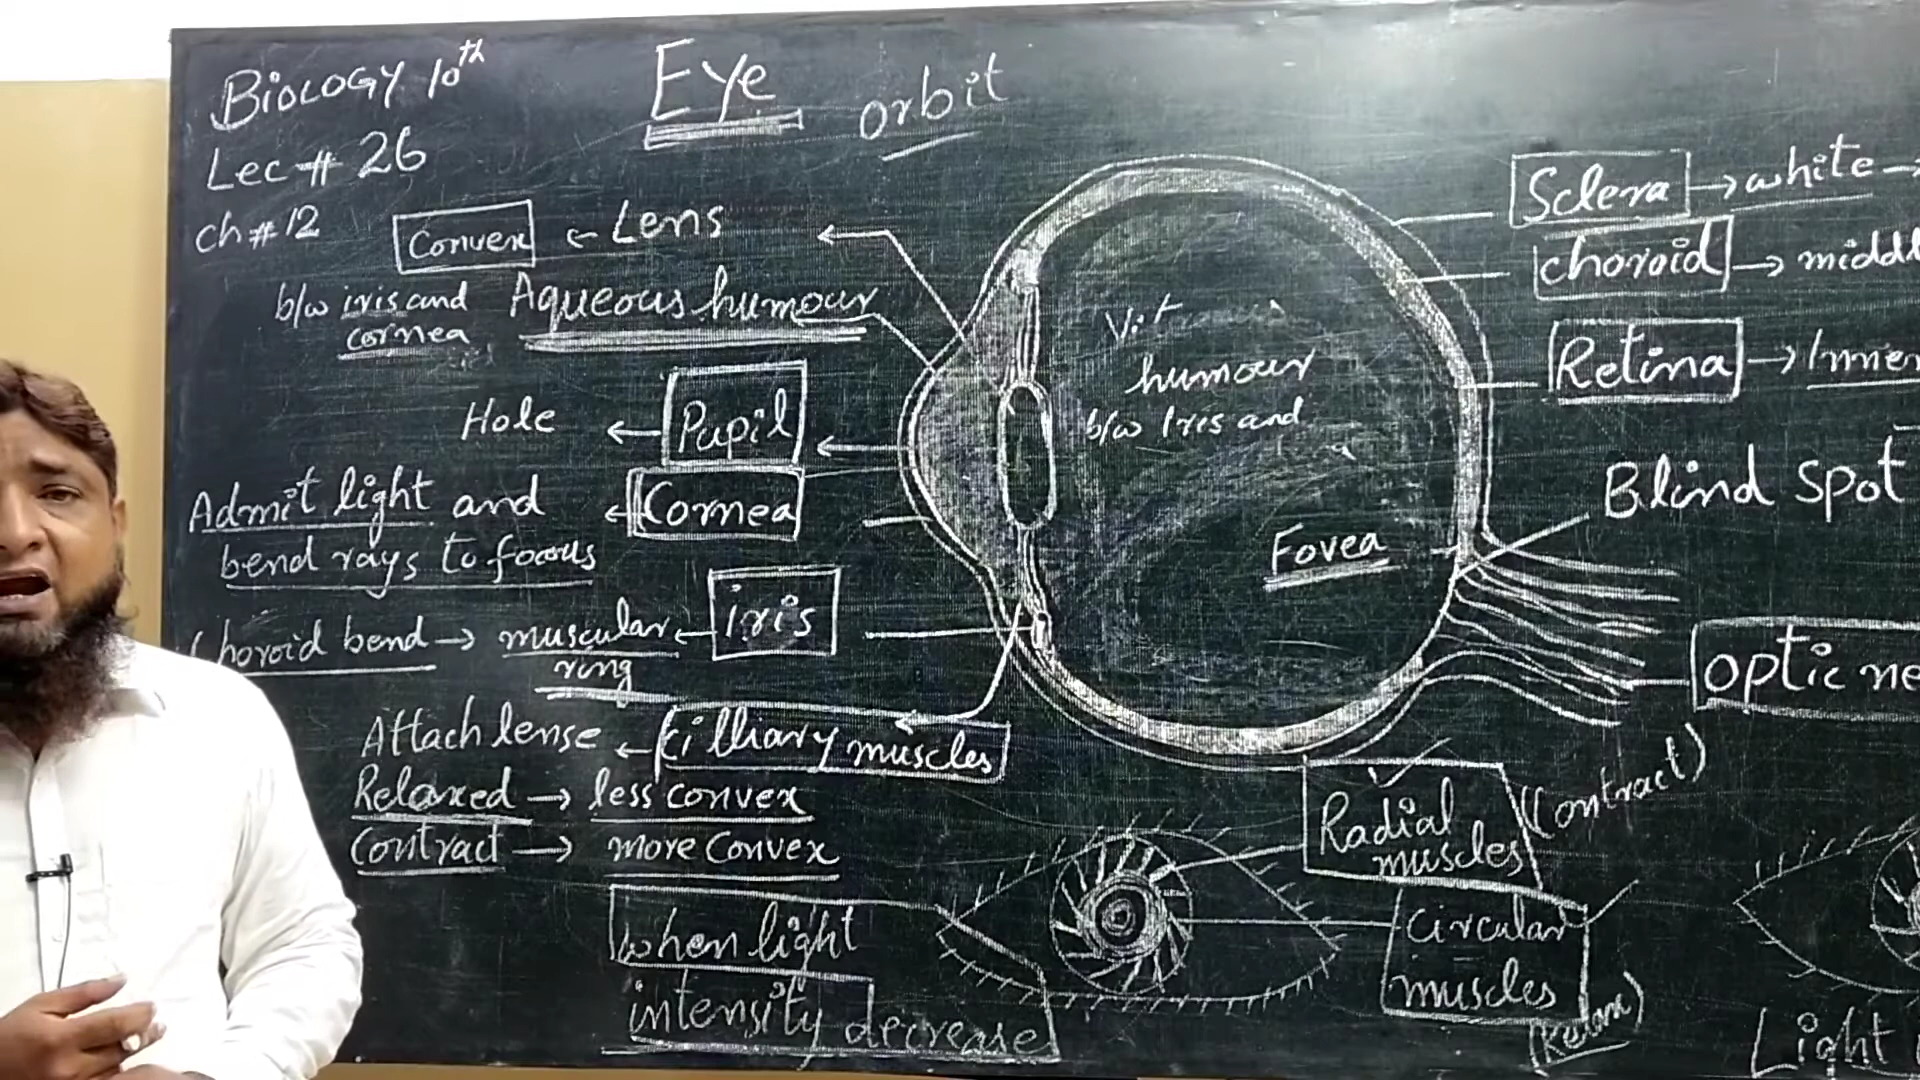 Biology 10th
Lec # 26
ch # 12
Eye
orbit
Convex ← Lens
b/w iris and cornea
Aqueous humour
Hole ← Pupil
Admit light and ← Cornea
bend rays to focus
Choroid bend → muscular ring ← iris
Attach lense ← Cilliary muscles
Relaxed → less convex
Contract → more convex
when light
intensity decrease
humour
b/w Iris and
Fovea
Sclera → white →
Choroid → middl
Retina → Inner
Blind Spot
optic ne
Radial muscles (Contract)
circular muscles (Relax)
Light